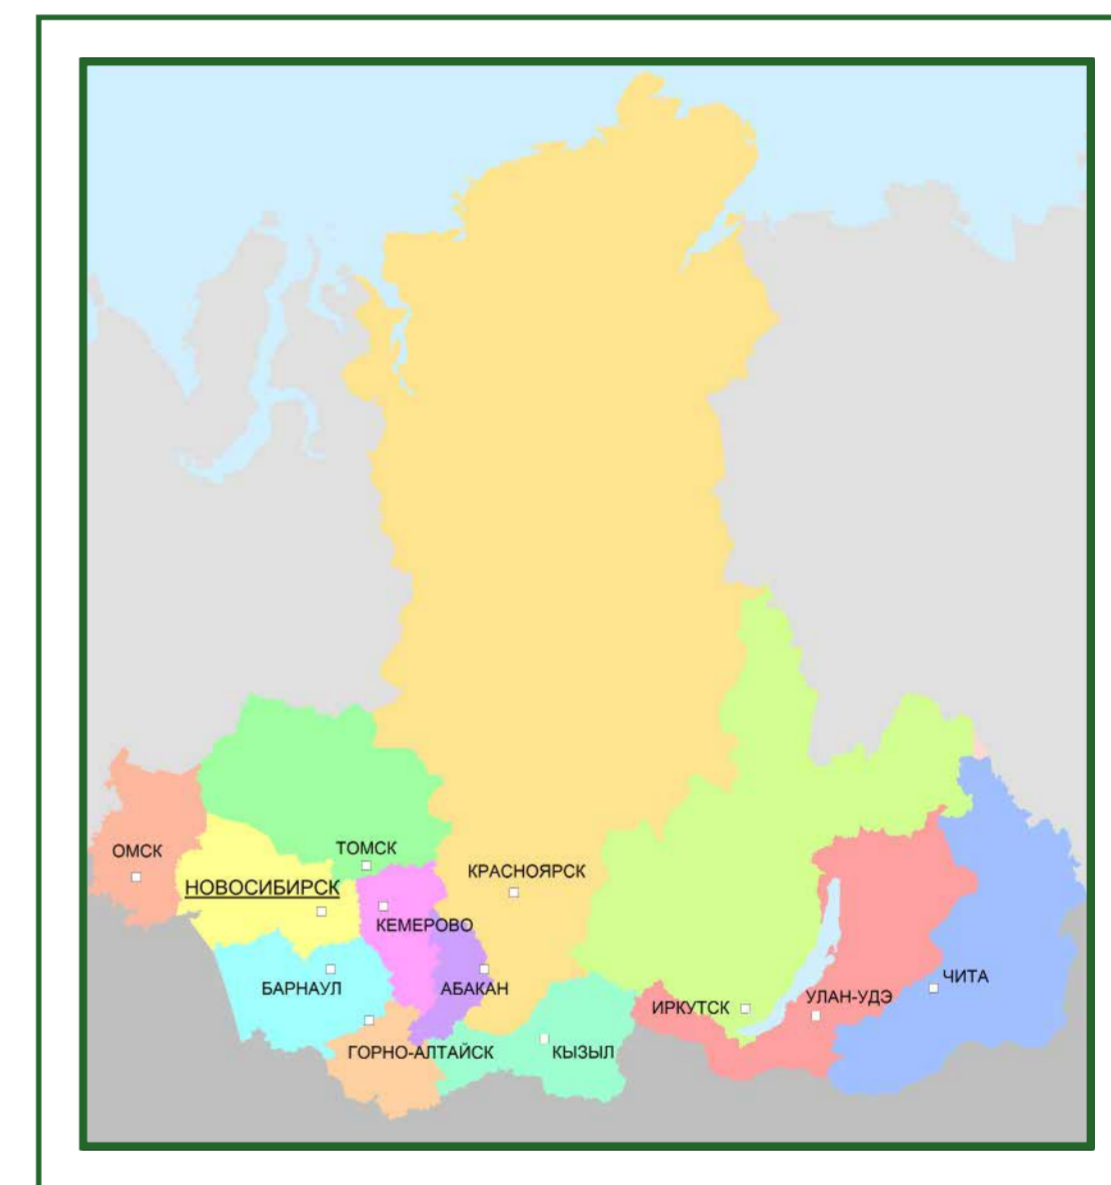 ОМСК
ТОМСК
КРАСНОЯРСК
НОВОСИБИРСК
КЕМЕРОВО
БАРНАУЛ
АБАКАН
ЧИТА
УЛАН-УДЭ
ИРКУТСК
ГОРНО-АЛТАЙСК
КЫЗЫЛ